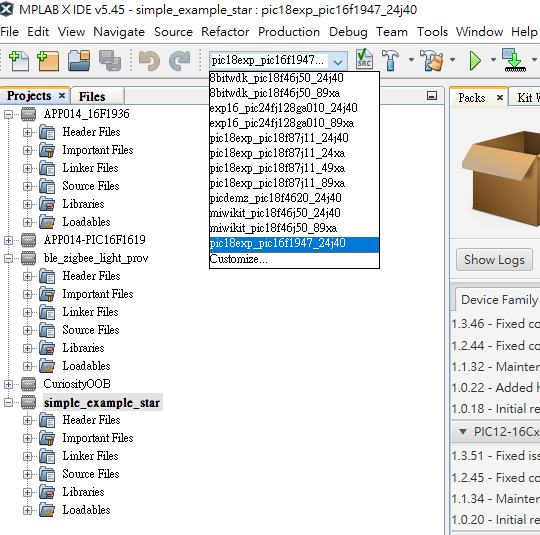 MPLAB X IDE v5.45 - simple_example_star : pic18exp_pic16f1947_24j40
File Edit View Navigate Source Refactor Production Debug Team Tools Window H
pic18exp_pic16f1947...
SRC
8bitwdk_pic18f46j50_24j40
8bitwdk_pic18f46j50_89xa
exp16_pic24fj128ga010_24j40
exp16_pic24fj128ga010_89xa
pic18exp_pic18f87j11_24j40
pic18exp_pic18f87j11_24xa
pic18exp_pic18f87j11_49xa
pic18exp_pic18f87j11_89xa
picdemz_pic18f4620_24j40
miwikit_pic18f46j50_24j40
miwikit_pic18f46j50_89xa
pic18exp_pic16f1947_24j40
Customize...
Projects × Files
APP014_16F1936
Header Files
Important Files
Linker Files
Source Files
Libraries
Loadables
APP014-PIC16F1619
ble_zigbee_light_prov
Header Files
Important Files
Linker Files
Source Files
Libraries
Loadables
CuriosityOOB
simple_example_star
Header Files
Important Files
Linker Files
Source Files
Libraries
Loadables
Packs × Kit W
Show Logs
Device Family
1.3.46 - Fixed co
1.2.44 - Fixed co
1.1.32 - Mainten
1.0.22 - Added h
1.0.18 - Initial re
PIC12-16Cx
1.3.51 - Fixed iss
1.2.45 - Fixed co
1.1.34 - Mainten
1.0.20 - Initial re